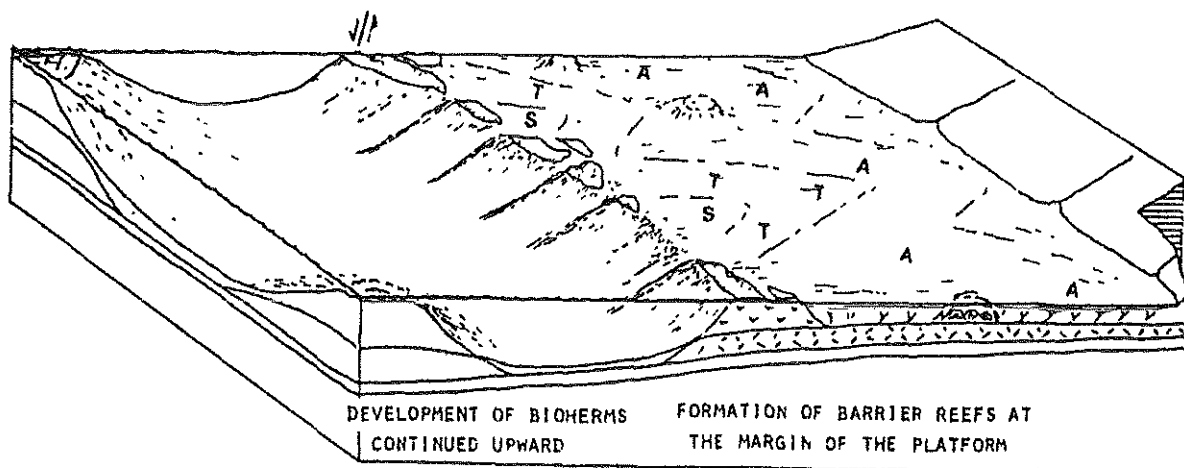 A
T
A
S
A
T
T
S
T
A
A
DEVELOPMENT OF BIOHERMS
CONTINUED UPWARD
FORMATION OF BARRIER REEFS AT
THE MARGIN OF THE PLATFORM